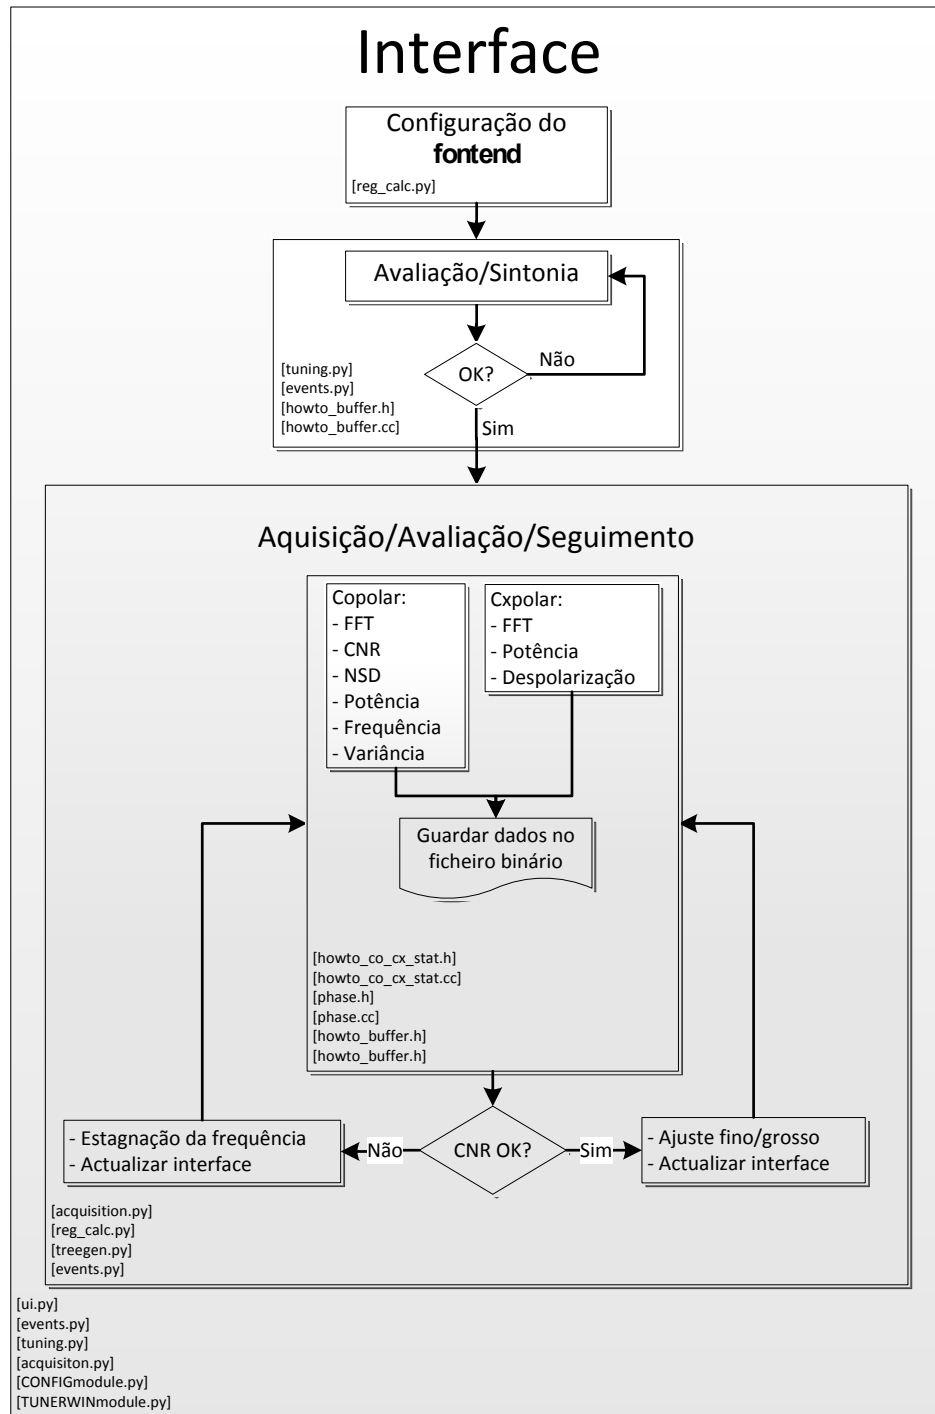 Interface
Configuração do
fontend
[reg_calc.py]
Avaliação/Sintonia
OK?
Não
Sim
[tuning.py]
[events.py]
[howto_buffer.h]
[howto_buffer.cc]
Aquisição/Avaliação/Seguimento
Copolar:
- FFT
- CNR
- NSD
- Potência
- Frequência
- Variância
Cxpolar:
- FFT
- Potência
- Despolarização
Guardar dados no
ficheiro binário
[howto_co_cx_stat.h]
[howto_co_cx_stat.cc]
[phase.h]
[phase.cc]
[howto_buffer.h]
[howto_buffer.h]
- Estagnação da frequência
- Actualizar interface
Não
CNR OK?
Sim
- Ajuste fino/grosso
- Actualizar interface
[acquisition.py]
[reg_calc.py]
[treegen.py]
[events.py]
[ui.py]
[events.py]
[tuning.py]
[acquisiton.py]
[CONFIGmodule.py]
[TUNERWINmodule.py]